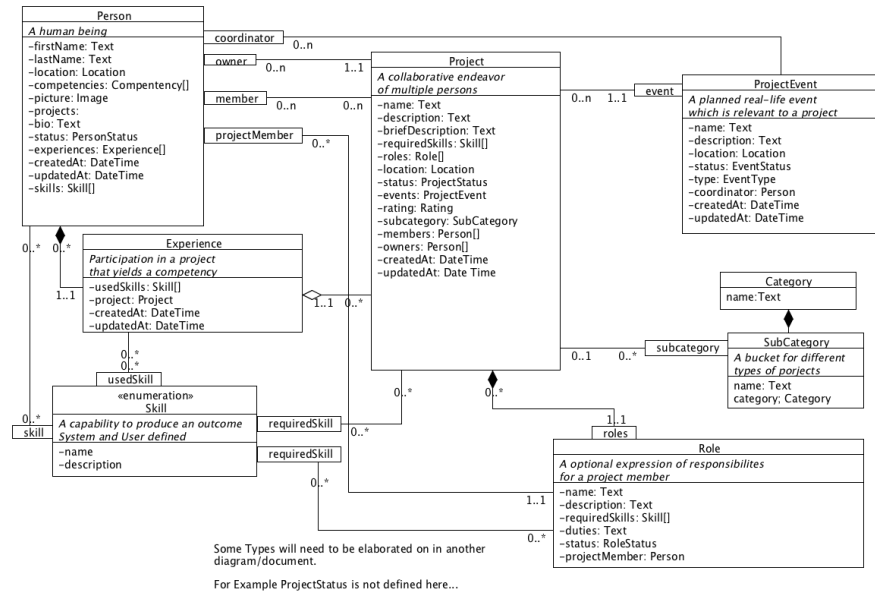 Person
A human being
-firstName: Text
-lastName: Text
-location: Location
-competencies: Compentency[]
-picture: Image
-projects:
-bio: Text
-status: PersonStatus
-experiences: Experience[]
-createdAt: DateTime
-updatedAt: DateTime
-skills: Skill[]
coordinator
0..n
owner
0..n
1..1
member
0..n
0..n
projectMember
0..*
Project
A collaborative endeavor
of multiple persons
-name: Text
-description: Text
-briefDescription: Text
-requiredSkills: Skill[]
-roles: Role[]
-location: Location
-status: ProjectStatus
-events: ProjectEvent
-rating: Rating
-subcategory: SubCategory
-members: Person[]
-owners: Person[]
-createdAt: DateTime
-updatedAt: Date Time
0..n
1..1
event
ProjectEvent
A planned real-life event
which is relevant to a project
-name: Text
-description: Text
-location: Location
-status: EventStatus
-type: EventType
-coordinator: Person
-createdAt: DateTime
-updatedAt: DateTime
0..*
0..*
1..1
Experience
Participation in a project
that yields a competency
-usedSkills: Skill[]
-project: Project
-createdAt: DateTime
-updatedAt: DateTime
1..1
0..*
Category
name:Text
0..1
0..*
subcategory
SubCategory
A bucket for different
types of porjects
name: Text
category; Category
0..*
0..*
usedSkill
0..*
skill
«enumeration»
Skill
A capability to produce an outcome
System and User defined
-name
-description
requiredSkill
0..*
0..*
requiredSkill
0..*
0..*
1..1
roles
Role
A optional expression of responsibilites
for a project member
-name: Text
-description: Text
-requiredSkills: Skill[]
-duties: Text
-status: RoleStatus
-projectMember: Person
1..1
0..*
Some Types will need to be elaborated on in another
diagram/document.
For Example ProjectStatus is not defined here...